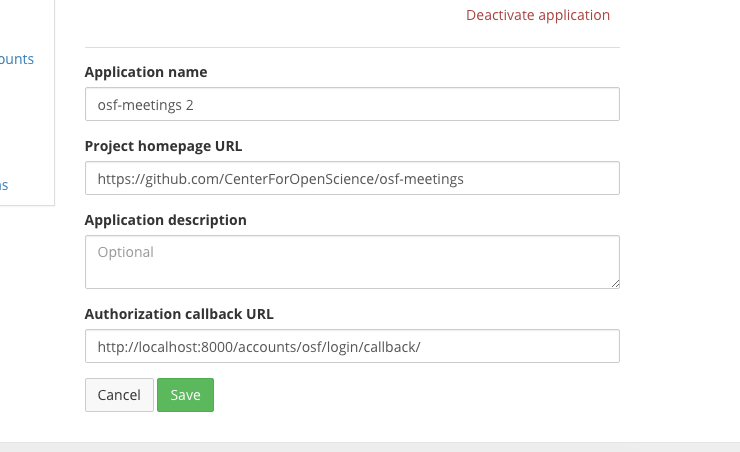 Deactivate application
ounts
Application name
osf-meetings 2
Project homepage URL
https://github.com/CenterForOpenScience/osf-meetings
s
Application description
Optional
Authorization callback URL
http://localhost:8000/accounts/osf/login/callback/
Cancel Save